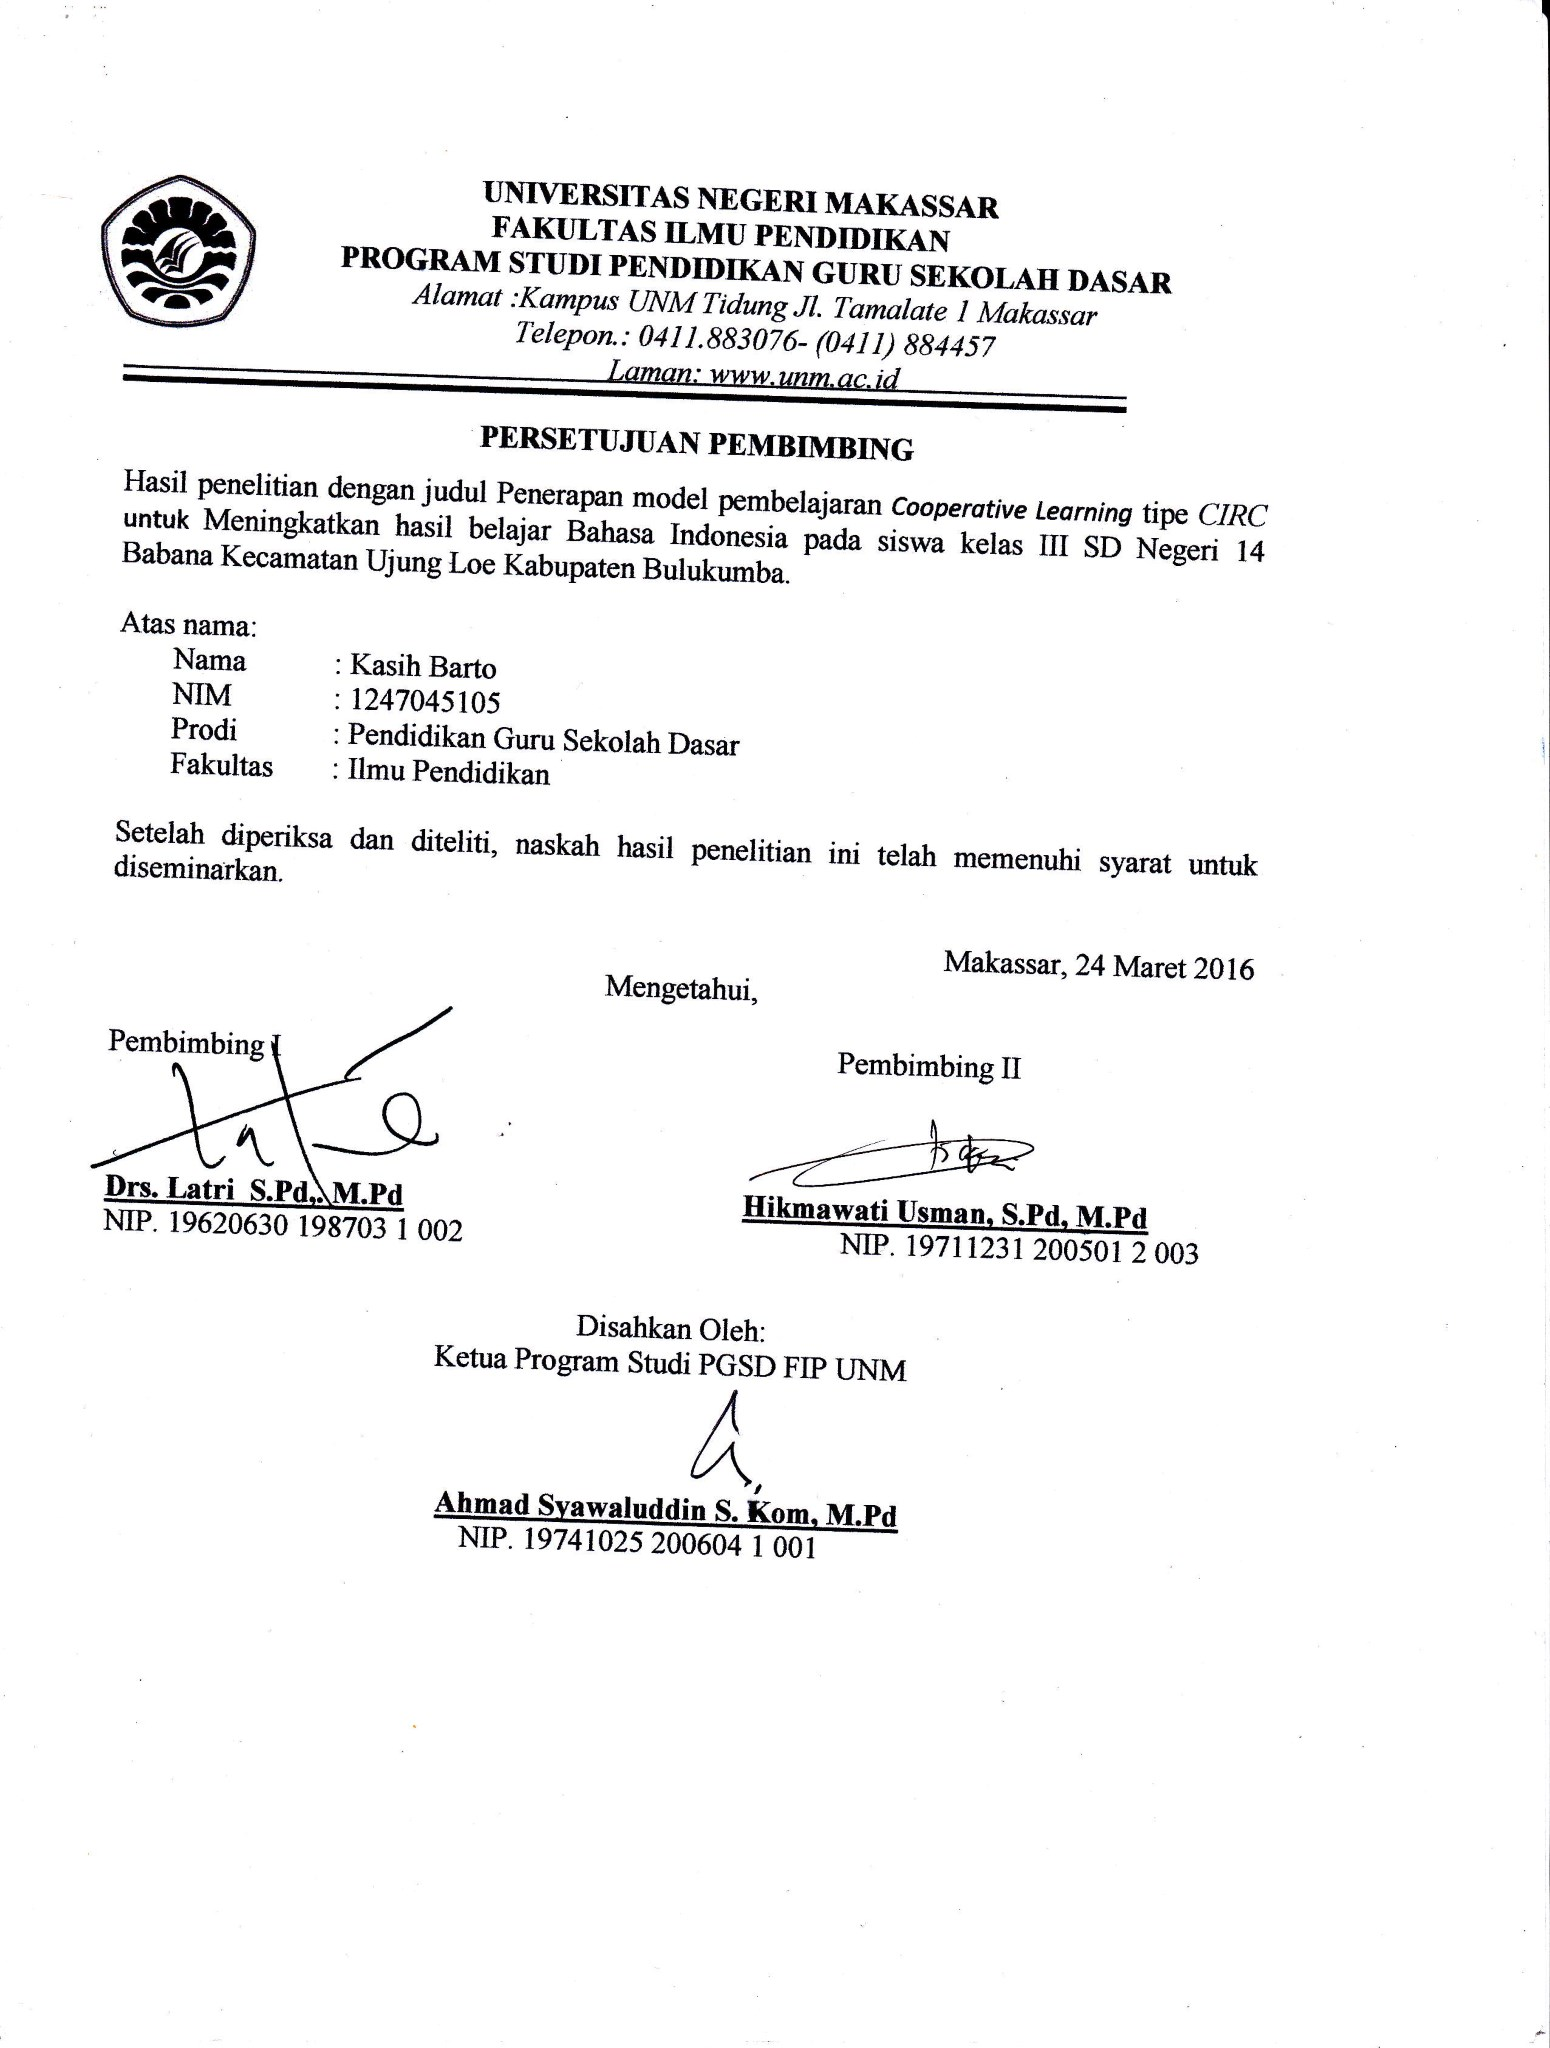 UNIVERSITAS NEGERI MAKASSAR
FAKULTAS ILMU PENDIDIKAN
PROGRAM STUDI PENDIDIKAN GURU SEKOLAH DASAR
Alamat :Kampus UNM Tidung Jl. Tamalate 1 Makassar
Telepon.: 0411.883076- (0411) 884457
Laman: www.unm.ac.id
PERSETUJUAN PEMBIMBING
Hasil penelitian dengan judul Penerapan model pembelajaran Cooperative Learning tipe CIRC
untuk Meningkatkan hasil belajar Bahasa Indonesia pada siswa kelas III SD Negeri 14
Babana Kecamatan Ujung Loe Kabupaten Bulukumba.
Atas nama:
Nama : Kasih Barto
NIM : 1247045105
Prodi : Pendidikan Guru Sekolah Dasar
Fakultas : Ilmu Pendidikan
Setelah diperiksa dan diteliti, naskah hasil penelitian ini telah memenuhi syarat untuk
diseminarkan.
Makassar, 24 Maret 2016
Mengetahui,
Pembimbing I
Pembimbing II
Drs. Latri S.Pd,. M.Pd
NIP. 19620630 198703 1 002
Hikmawati Usman, S.Pd, M.Pd
NIP. 19711231 200501 2 003
Disahkan Oleh:
Ketua Program Studi PGSD FIP UNM
Ahmad Syawaluddin S. Kom, M.Pd
NIP. 19741025 200604 1 001